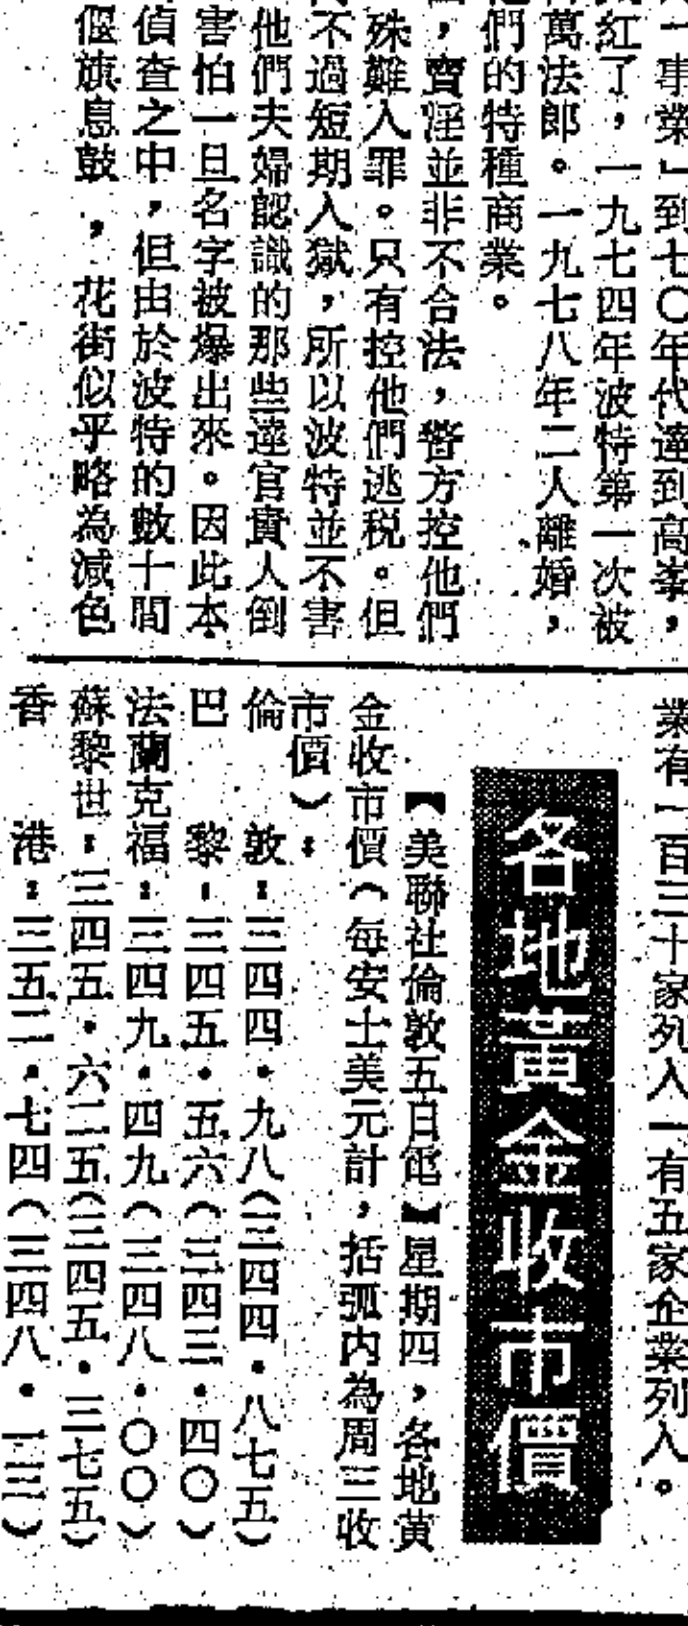 一事業」到七〇年代達到高峯，
紅了，一九七四年波特第一次被
萬法郎。一九七八年二人離婚，
們的特種商業。
，賣淫並非不合法，警方控他們
殊難入罪。只有控他們逃稅。但
不過短期入獄，所以波特並不害
他們夫婦認識的那些達官貴人倒
害怕一旦名字被爆出來。因此本
偵查之中，但由於波特的數十間
偃旗息鼓，花街似乎略為減色
業有一百三十家列入一有五家企業列入。
各地黃金收市價
【美聯社倫敦五日電】星期四，各地黃
金收市價（每安士美元計，括弧內為周三收
市價）：
倫敦：三四四．九八（三四四．八七五）
巴黎：三四五．五六（三四三．四〇）
法蘭克福：三四九．四九（三四八．〇〇）
蘇黎世：三四五．六二五（三四五．三七五）
香港：三五二．七四（三四八．一三）